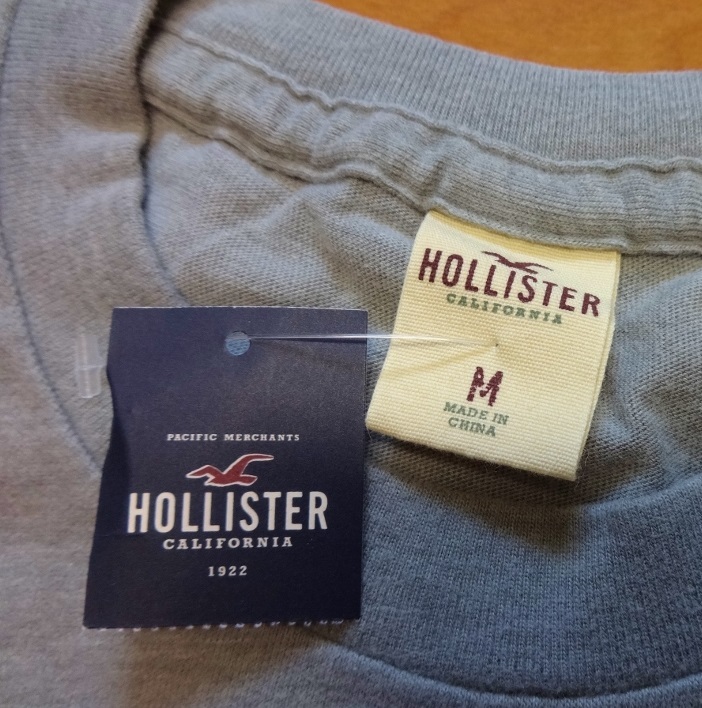 HOLLISTER
CALIFORNIA
M
MADE IN
CHINA
PACIFIC MERCHANTS
HOLLISTER
CALIFORNIA
1922